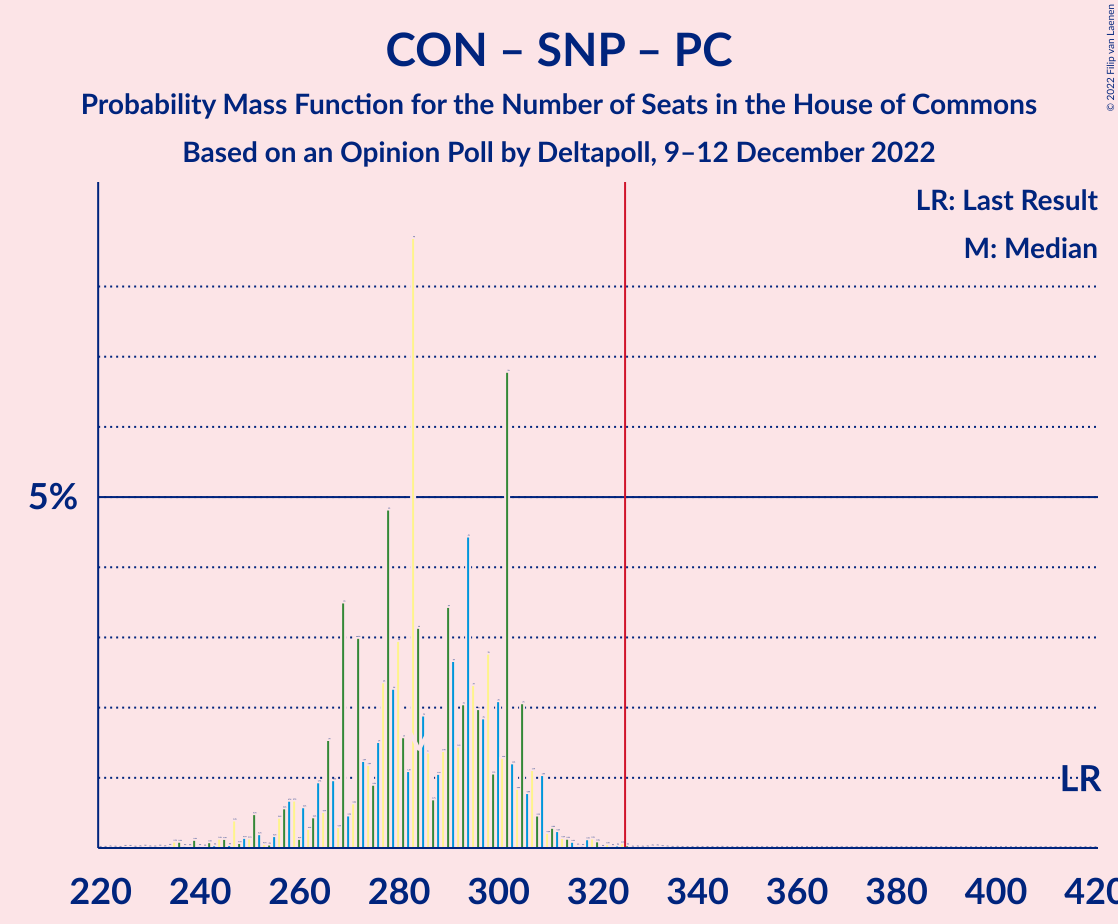 CON – SNP – PC
Probability Mass Function for the Number of Seats in the House of Commons
Based on an Opinion Poll by Deltapoll, 9–12 December 2022
© 2022 Filip van Laenen
LR: Last Result
M: Median
5%
LR
220 240 260 280 300 320 340 360 380 400 420